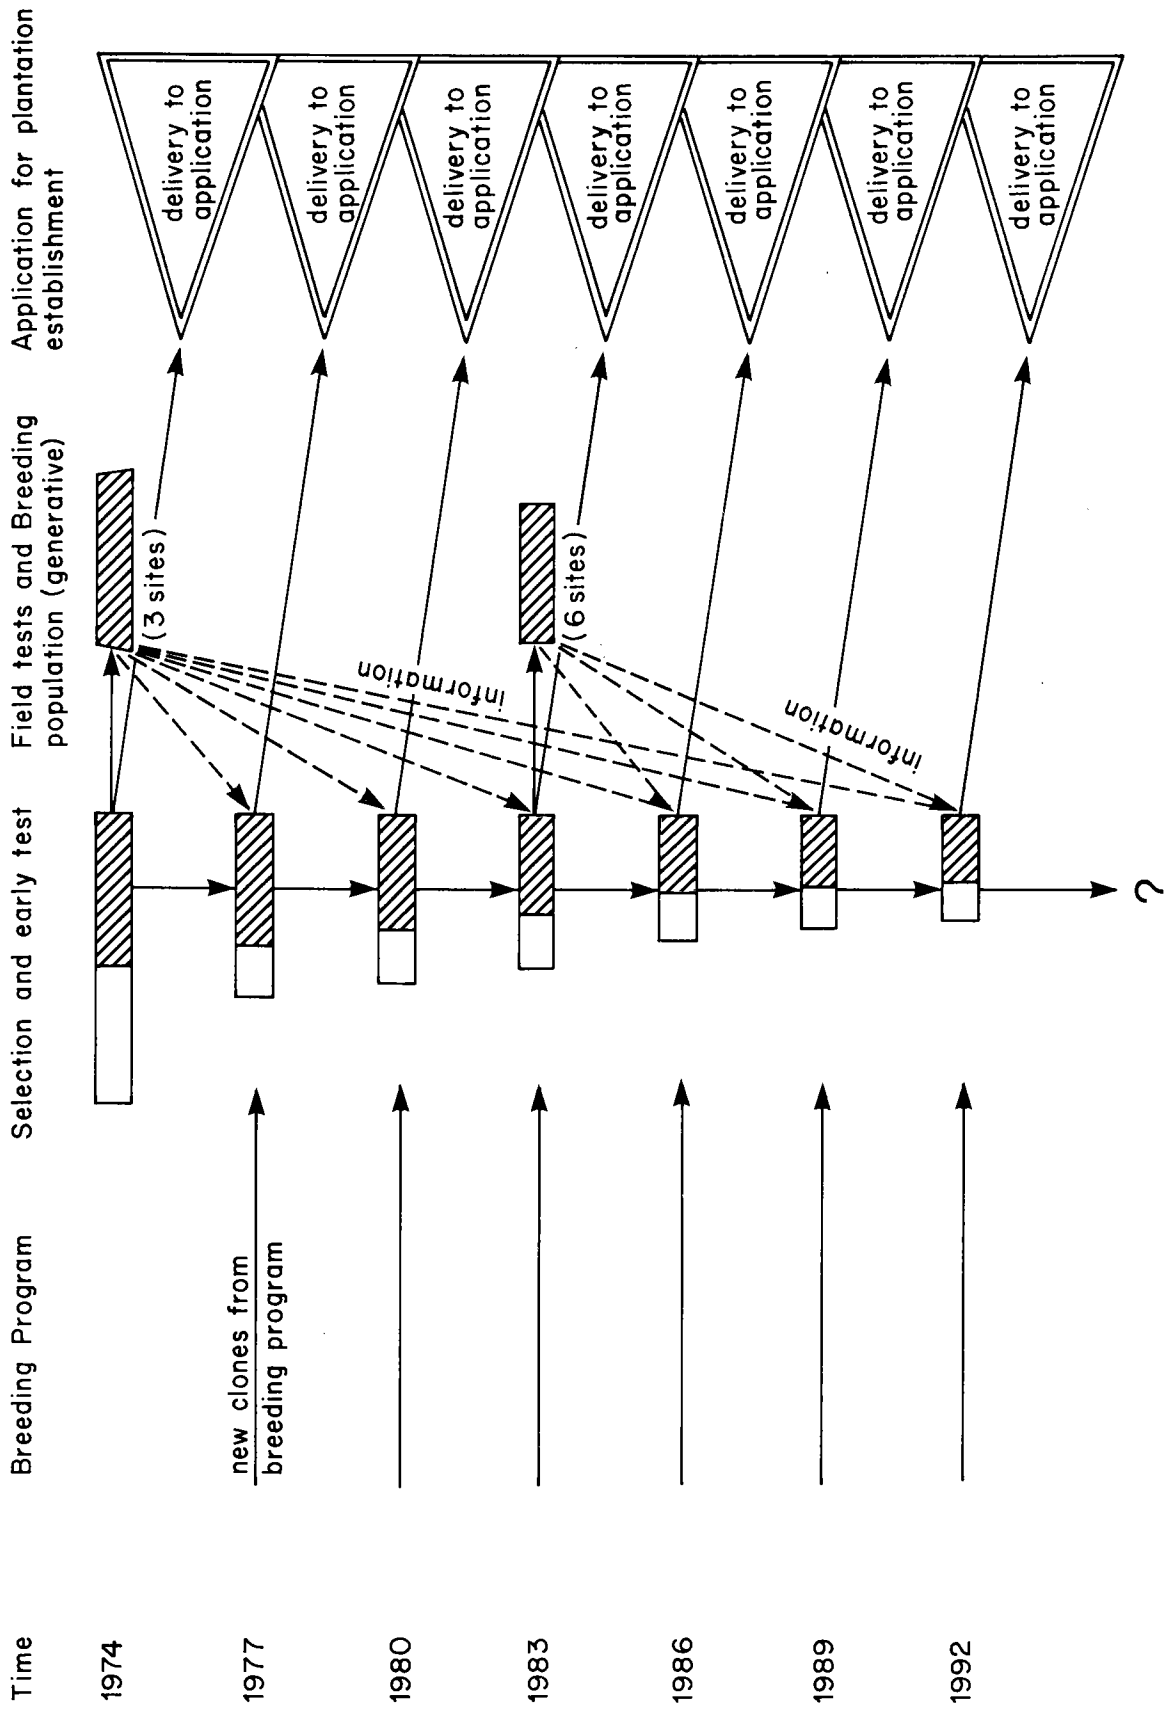 Time
Breeding Program
Selection and early test
Field tests and Breeding
population (generative)
Application for plantation
establishment
1974
(3 sites)
delivery to
application
1977
new clones from
breeding program
information
delivery to
application
1980
delivery to
application
1983
(6 sites)
delivery to
application
1986
information
delivery to
application
1989
delivery to
application
1992
delivery to
application
?